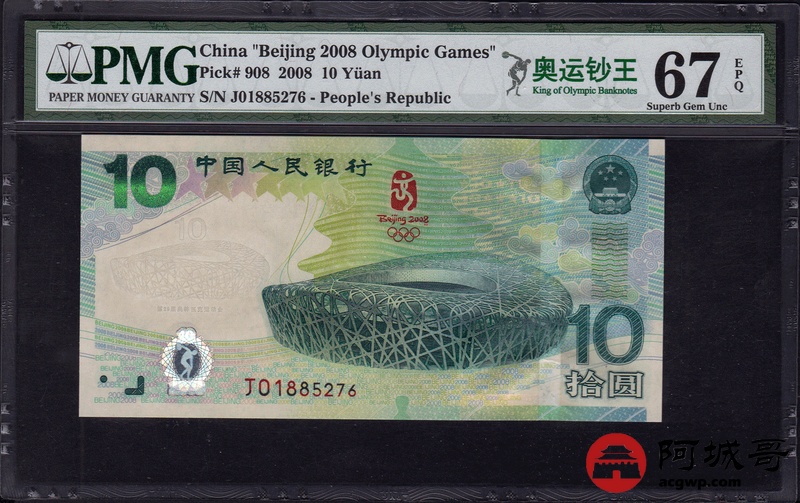 PMG
PAPER MONEY GUARANTY
China "Beijing 2008 Olympic Games"
Pick# 908 2008 10 Yüan
S/N J01885276 - People's Republic
奥运钞王
King of Olympic Banknotes
67
EPQ
Superb Gem Unc
10
中国人民银行
Beijing 2008
10
10
J01885276
10
拾圆
阿城哥
acgwp.com